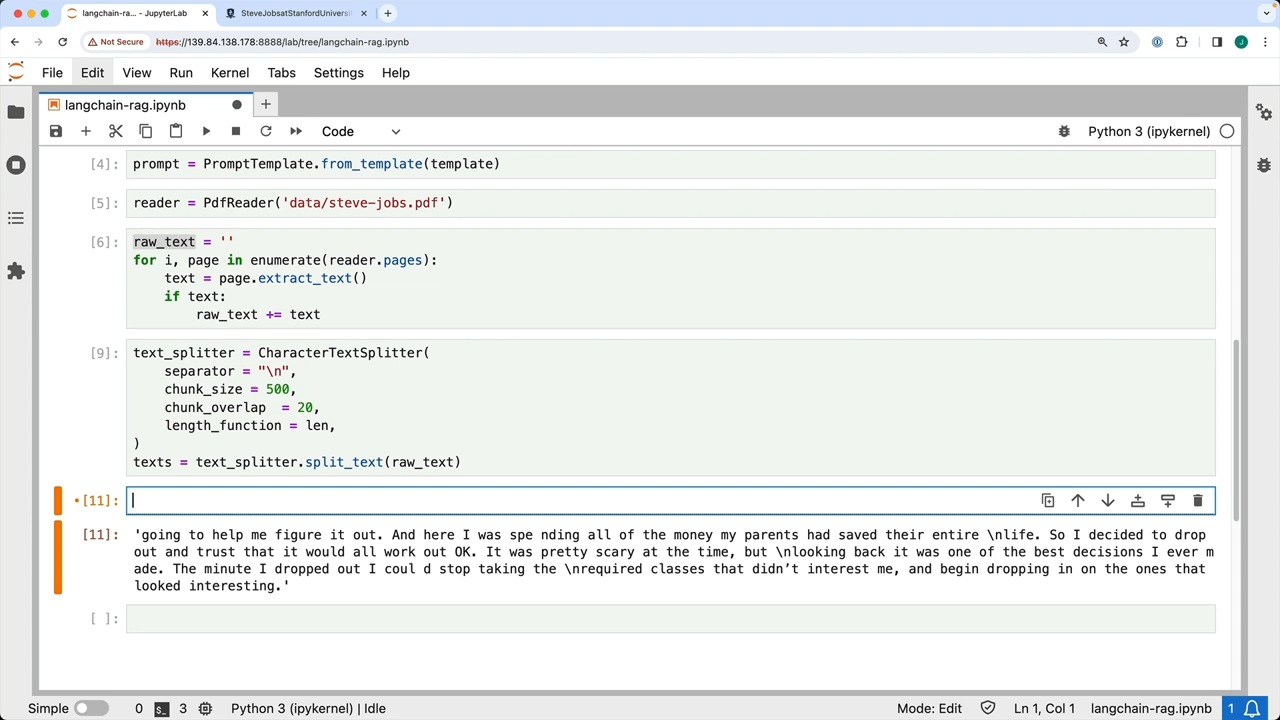 langchain-ra... - JupyterLab
SteveJobsatStanfordUniversi
Not Secure
https://139.84.138.178:8888/lab/tree/langchain-rag.ipynb
J
File Edit View Run Kernel Tabs Settings Help
langchain-rag.ipynb
Code
Python 3 (ipykernel)
[4]: prompt = PromptTemplate.from_template(template)
[5]: reader = PdfReader('data/steve-jobs.pdf')
[6]: raw_text = ''
for i, page in enumerate(reader.pages):
    text = page.extract_text()
    if text:
        raw_text += text
[9]: text_splitter = CharacterTextSplitter(
    separator = "\n",
    chunk_size = 500,
    chunk_overlap  = 20,
    length_function = len,
)
texts = text_splitter.split_text(raw_text)
[11]:
[11]: 'going to help me figure it out. And here I was spe nding all of the money my parents had saved their entire \nlife. So I decided to drop
out and trust that it would all work out OK. It was pretty scary at the time, but \nlooking back it was one of the best decisions I ever m
ade. The minute I dropped out I coul d stop taking the \nrequired classes that didn’t interest me, and begin dropping in on the ones that
looked interesting.'
[ ]:
Simple 0 3 Python 3 (ipykernel) | Idle Mode: Edit Ln 1, Col 1 langchain-rag.ipynb 1